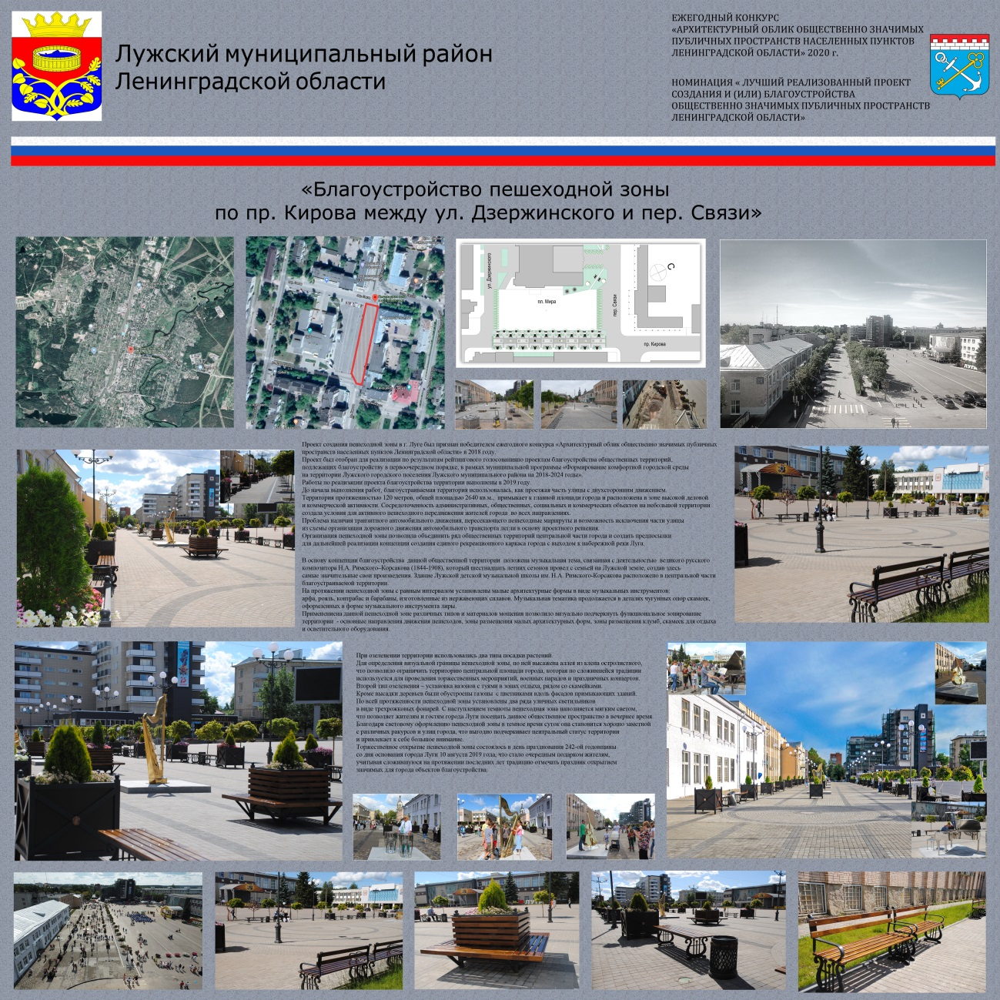 Лужский муниципальный район
Ленинградской области
ЕЖЕГОДНЫЙ КОНКУРС
«АРХИТЕКТУРНЫЙ ОБЛИК ОБЩЕСТВЕННО ЗНАЧИМЫХ
ПУБЛИЧНЫХ ПРОСТРАНСТВ НАСЕЛЕННЫХ ПУНКТОВ
ЛЕНИНГРАДСКОЙ ОБЛАСТИ» 2020 г.
НОМИНАЦИЯ « ЛУЧШИЙ РЕАЛИЗОВАННЫЙ ПРОЕКТ
СОЗДАНИЯ И (ИЛИ) БЛАГОУСТРОЙСТВА
ОБЩЕСТВЕННО ЗНАЧИМЫХ ПУБЛИЧНЫХ ПРОСТРАНСТВ
ЛЕНИНГРАДСКОЙ ОБЛАСТИ»
«Благоустройство пешеходной зоны
по пр. Кирова между ул. Дзержинского и пер. Связи»
ул. Дзержинского
пл. Мира
пер. Связи
С
пр. Кирова
Проект создания пешеходной зоны в г. Луге был признан победителем ежегодного конкурса «Архитектурный облик общественно значимых публичных
пространств населенных пунктов Ленинградской области» в 2018 году.
Проект был отобран для реализации по результатам рейтингового голосованияпо проектам благоустройства общественных территорий,
подлежащих благоустройству в первоочередном порядке, в рамках муниципальной программы «Формирование комфортной городской среды
на территории Лужского городского поселения Лужского муниципального района на 2018-2024 годы».
Работы по реализации проекта благоустройства территории выполнены в 2019 году.
До начала выполнения работ, благоустраиваемая территория использовалась, как проезжая часть улицы с двухсторонним движением.
Территория протяженностью 120 метров, общей площадью 2640 кв.м., примыкает к главной площади города и расположена в зоне высокой деловой
и коммерческой активности. Сосредоточенность административных, общественных, социальных и коммерческих объектов на небольшой территории
создала условия для активного пешеходного передвижения жителей города во всех направлениях.
Проблема наличия транзитного автомобильного движения, пересекающего пешеходные маршруты и возможность исключения части улицы
из схемы организации дорожного движения автомобильного транспорта легли в основу проектного решения.
Организация пешеходной зоны позволила объединить ряд общественных территорий центральной части города и создать предпосылки
для дальнейшей реализации концепции создания единого рекреационного каркаса города с выходом к набережной реки Луга.
В основу концепции благоустройства данной общественной территории положена музыкальная тема, связанная с деятельностью великого русского
композитора Н.А. Римского–Корсакова (1844-1908), который шестнадцать летних сезонов провел с семьей на Лужской земле, создав здесь
самые значительные свои произведения. Здание Лужской детской музыкальной школы им. Н.А. Римского-Корсакова расположено в центральной части
благоустраиваемой территории.
На протяжении пешеходной зоны с равным интервалом установлены малые архитектурные формы в виде музыкальных инструментов:
арфа, рояль, контрабас и барабаны, изготовленные из нержавеющих сплавов. Музыкальная тематика продолжается в деталях чугунных опор скамеек,
оформленных в форме музыкального инструмента лиры.
Примененена данной пешеходной зоне различных типов и материалов мощения позволило визуально подчеркнуть функциональное зонирование
территории - основные направления движения пешеходов, зоны размещения малых архитектурных форм, зоны размещения клумб, скамеек для отдыха
и осветительного оборудования.
При озеленении территории использовались два типа посадки растений.
Для определения визуальной границы пешеходной зоны, по ней высажена аллея из клена остролистного,
что позволило ограничить территорию центральной площади города, которая по сложившейся традиции
используется для проведения торжественных мероприятий, военных парадов и праздничных концертов.
Второй тип озеленения – установка вазонов с туями в зонах отдыха, рядом со скамейками.
Кроме высадки деревьев были обустроены газоны с цветниками вдоль фасадов примыкающих зданий.
По всей протяженности пешеходной зоны установлены два ряда уличных светильников
в виде трехрожковых фонарей. С наступлением темноты пешеходная зона наполняется мягким светом,
что позволяет жителям и гостям города Луги посещать данное общественное пространство в вечернее время.
Благодаря световому оформлению пешеходной зоны в темное время суток она становится хорошо заметной
с различных ракурсов и улиц города, что выгодно подчеркивает центральный статус территории
и привлекает к себе большое внимание.
Торжественное открытие пешеходной зоны состоялось в день празднования 242-ой годовщины
со дня основания города Луги 10 августа 2019 года, что стало очередным подарком жителям,
учитывая сложившуюся на протяжении последних лет традицию отмечать праздник открытием
значимых для города объектов благоустройства.